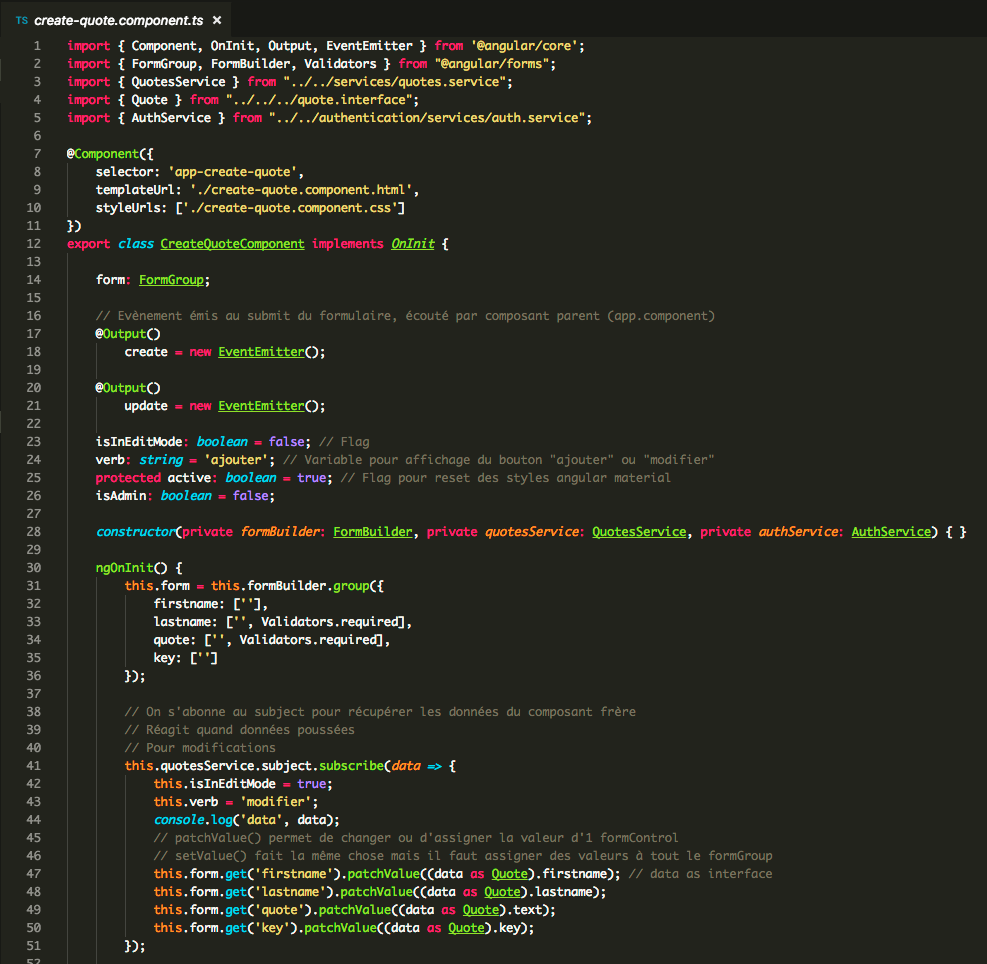 TS create-quote.component.ts ×
1 import { Component, OnInit, Output, EventEmitter } from '@angular/core';
2 import { FormGroup, FormBuilder, Validators } from "@angular/forms";
3 import { QuotesService } from "../../services/quotes.service";
4 import { Quote } from "../../../quote.interface";
5 import { AuthService } from "../../authentication/services/auth.service";
6
7 @Component({
8 selector: 'app-create-quote',
9 templateUrl: './create-quote.component.html',
10 styleUrls: ['./create-quote.component.css']
11 })
12 export class CreateQuoteComponent implements OnInit {
13
14 form: FormGroup;
15
16 // Evènement émis au submit du formulaire, écouté par composant parent (app.component)
17 @Output()
18 create = new EventEmitter();
19
20 @Output()
21 update = new EventEmitter();
22
23 isInEditMode: boolean = false; // Flag
24 verb: string = 'ajouter'; // Variable pour affichage du bouton "ajouter" ou "modifier"
25 protected active: boolean = true; // Flag pour reset des styles angular material
26 isAdmin: boolean = false;
27
28 constructor(private formBuilder: FormBuilder, private quotesService: QuotesService, private authService: AuthService) { }
29
30 ngOnInit() {
31 this.form = this.formBuilder.group({
32 firstname: [''],
33 lastname: ['', Validators.required],
34 quote: ['', Validators.required],
35 key: ['']
36 });
37
38 // On s'abonne au subject pour récupérer les données du composant frère
39 // Réagit quand données poussées
40 // Pour modifications
41 this.quotesService.subject.subscribe(data => {
42 this.isInEditMode = true;
43 this.verb = 'modifier';
44 console.log('data', data);
45 // patchValue() permet de changer ou d'assigner la valeur d'1 formControl
46 // setValue() fait la même chose mais il faut assigner des valeurs à tout le formGroup
47 this.form.get('firstname').patchValue((data as Quote).firstname); // data as interface
48 this.form.get('lastname').patchValue((data as Quote).lastname);
49 this.form.get('quote').patchValue((data as Quote).text);
50 this.form.get('key').patchValue((data as Quote).key);
51 });
52